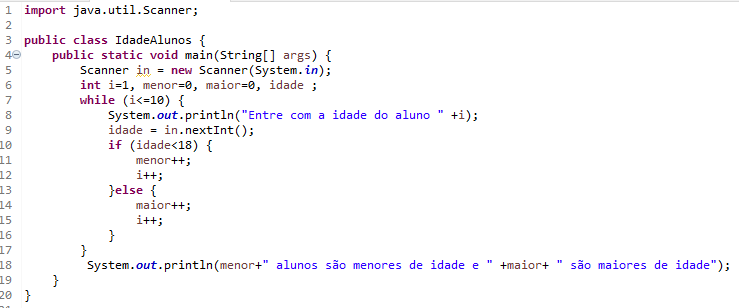 1 import java.util.Scanner;
2
3 public class IdadeAlunos {
4 public static void main(String[] args) {
5 Scanner in = new Scanner(System.in);
6 int i=1, menor=0, maior=0, idade ;
7 while (i<=10) {
8 System.out.println("Entre com a idade do aluno " +i);
9 idade = in.nextInt();
10 if (idade<18) {
11 menor++;
12 i++;
13 }else {
14 maior++;
15 i++;
16 }
17 }
18 System.out.println(menor+" alunos são menores de idade e " +maior+ " são maiores de idade");
19 }
20 }